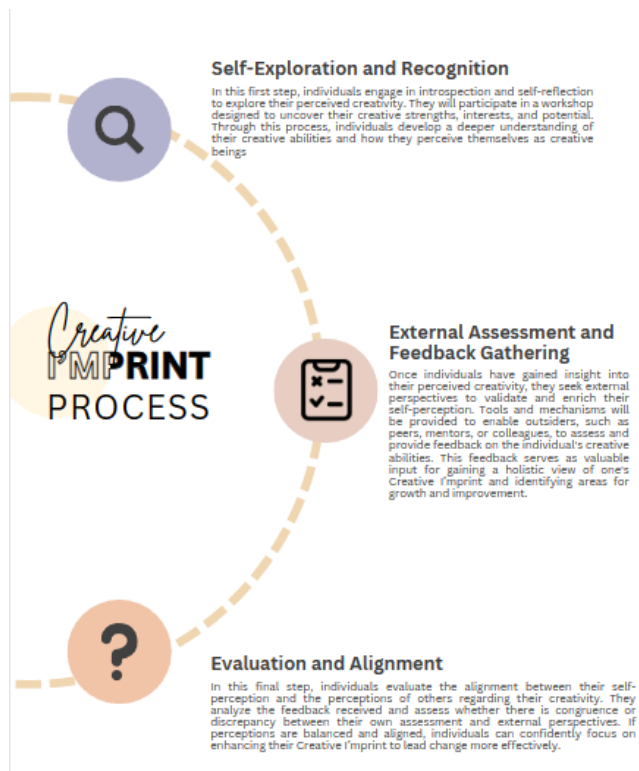 Self-Exploration and Recognition
In this first step, individuals engage in introspection and self-reflection
to explore their perceived creativity. They will participate in a workshop
designed to uncover their creative strengths, interests, and potential.
Through this process, individuals develop a deeper understanding of
their creative abilities and how they perceive themselves as creative
beings
Creative
I'MPRINT
PROCESS
External Assessment and
Feedback Gathering
Once individuals have gained insight into
their perceived creativity, they seek external
perspectives to validate and enrich their
self-perception. Tools and mechanisms will
be provided to enable outsiders, such as
peers, mentors, or colleagues, to assess and
provide feedback on the individual's creative
abilities. This feedback serves as valuable
input for gaining a holistic view of one's
Creative I'mprint and identifying areas for
growth and improvement.
?
Evaluation and Alignment
In this final step, individuals evaluate the alignment between their self-
perception and the perceptions of others regarding their creativity. They
analyze the feedback received and assess whether there is congruence or
discrepancy between their own assessment and external perspectives. If
perceptions are balanced and aligned, individuals can confidently focus on
enhancing their Creative I'mprint to lead change more effectively.